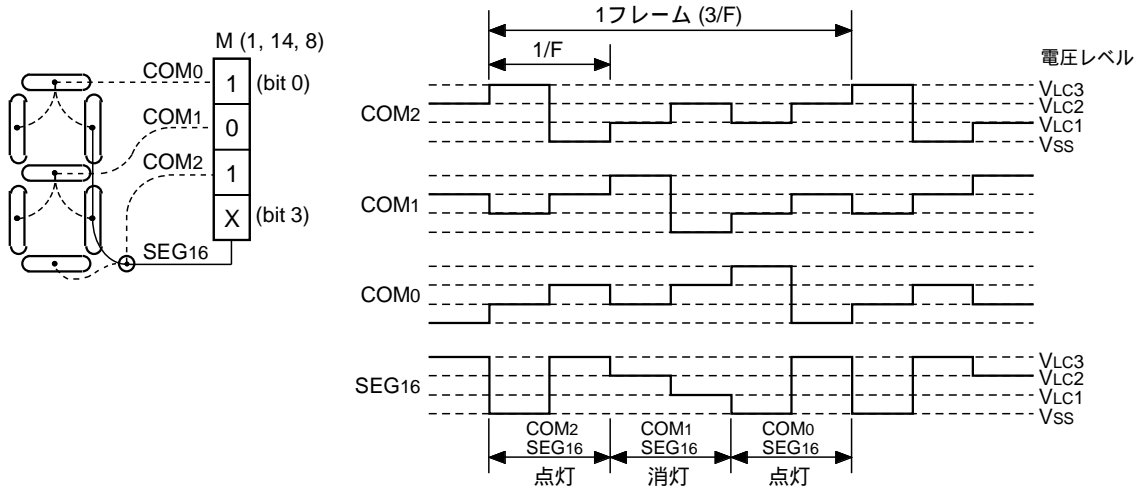 M (1, 14, 8)
COM0
1
(bit 0)
COM1
0
COM2
1
X
(bit 3)
SEG16
1フレーム (3/F)
1/F
電圧レベル
COM2
VLC3
VLC2
VLC1
VSS
COM1
COM0
SEG16
VLC3
VLC2
VLC1
VSS
COM2
SEG16
点灯
COM1
SEG16
消灯
COM0
SEG16
点灯